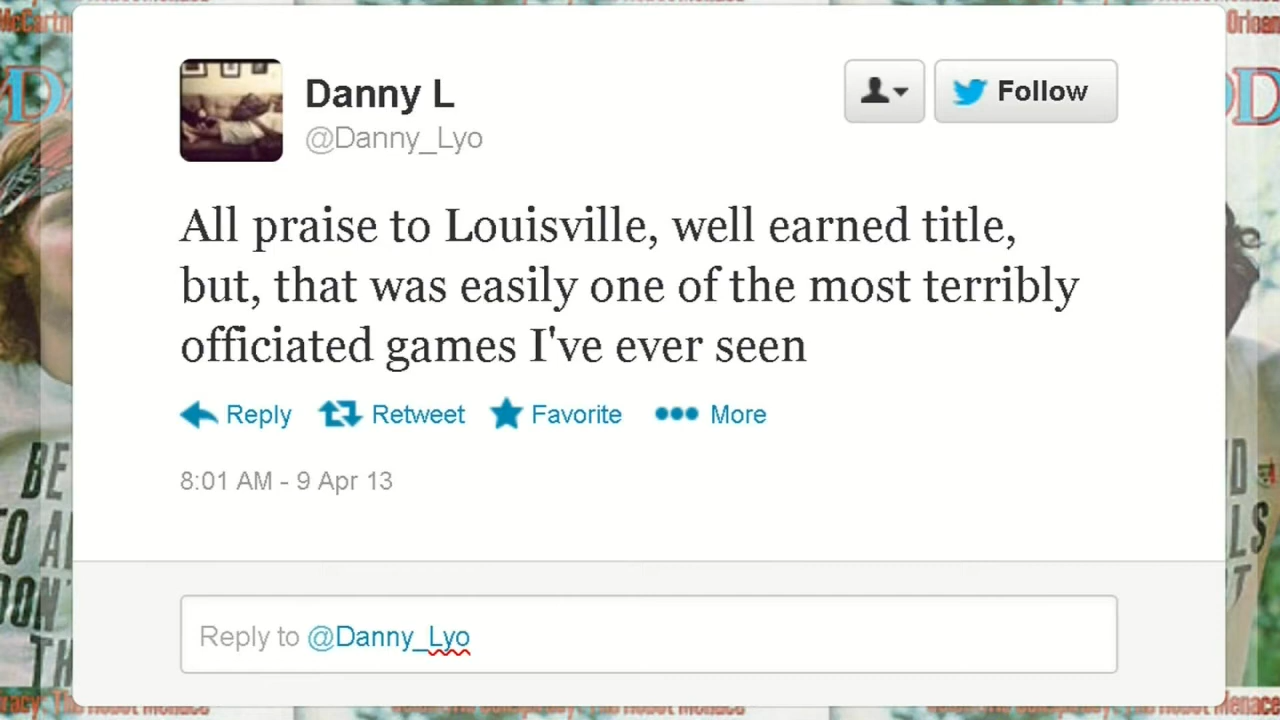 Danny L
@Danny_Lyo
Follow
All praise to Louisville, well earned title,
but, that was easily one of the most terribly
officiated games I've ever seen
Reply Retweet Favorite More
8:01 AM - 9 Apr 13
Reply to @Danny_Lyo